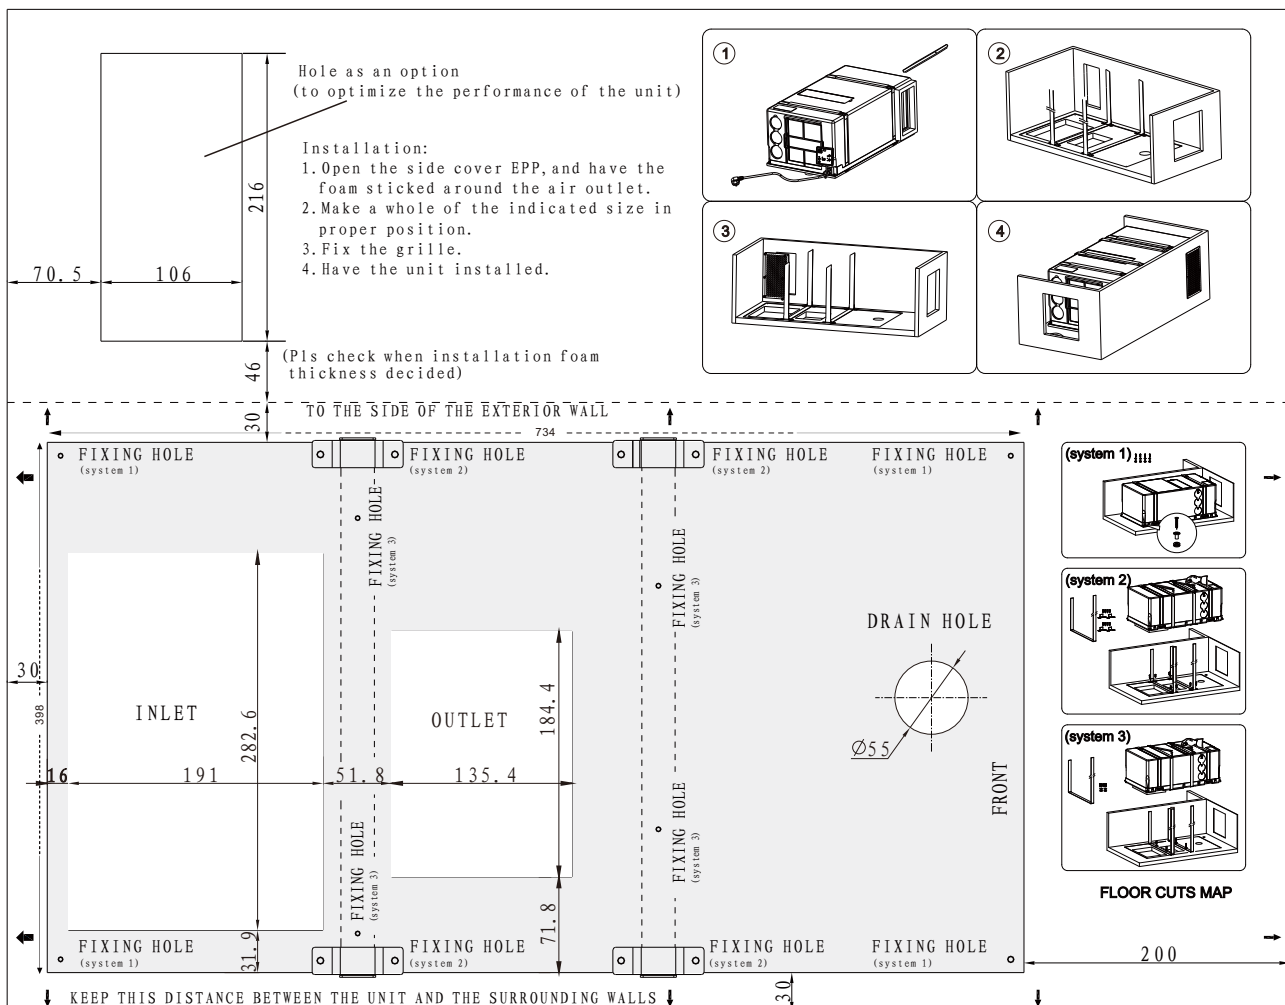 Hole as an option
(to optimize the performance of the unit)
Installation:
1. Open the side cover EPP, and have the
foam sticked around the air outlet.
2. Make a whole of the indicated size in
proper position.
3. Fix the grille.
4. Have the unit installed.
216
70.5
106
46
(Pls check when installation foam
thickness decided)
1
2
3
4
30
TO THE SIDE OF THE EXTERIOR WALL
734
FIXING HOLE
(system 1)
FIXING HOLE
(system 2)
FIXING HOLE
(system 2)
FIXING HOLE
(system 1)
FIXING HOLE
(system 3)
FIXING HOLE
(system 3)
DRAIN HOLE
Ø55
30
398
INLET
282.6
OUTLET
184.4
16
191
51.8
135.4
FRONT
FIXING HOLE
(system 3)
FIXING HOLE
(system 3)
31.9
71.8
FIXING HOLE
(system 1)
FIXING HOLE
(system 2)
FIXING HOLE
(system 2)
FIXING HOLE
(system 1)
(system 1)
(system 2)
(system 3)
FLOOR CUTS MAP
200
30
KEEP THIS DISTANCE BETWEEN THE UNIT AND THE SURROUNDING WALLS